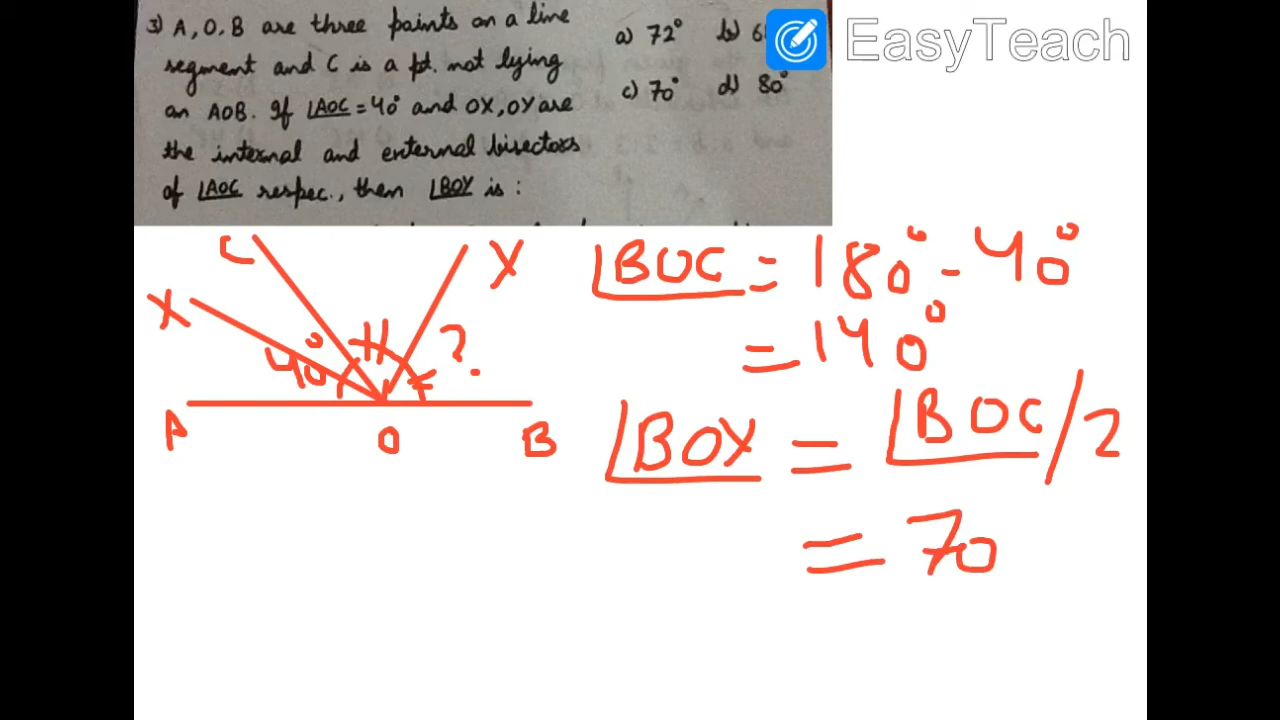 3) A, O, B are three points on a line
segment and C is a pt. not lying
on AOB. If ∠AOC = 40° and OX, OY are
the internal and external bisectors
of ∠AOC respec., then ∠BOY is :
a) 72° b) 6
c) 70° d) 80°
EasyTeach
C Y
X
40° ?
A O B
∠BOC = 180° - 40°
= 140°
∠BOY = ∠BOC/2
= 70